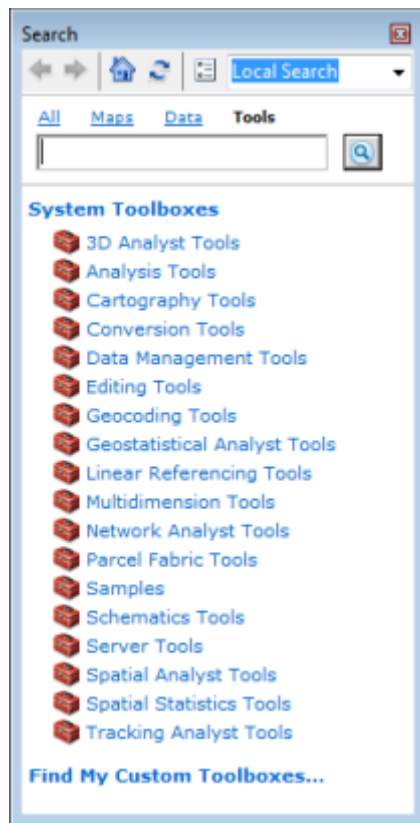 Search
Local Search
All Maps Data Tools
System Toolboxes
3D Analyst Tools
Analysis Tools
Cartography Tools
Conversion Tools
Data Management Tools
Editing Tools
Geocoding Tools
Geostatistical Analyst Tools
Linear Referencing Tools
Multidimension Tools
Network Analyst Tools
Parcel Fabric Tools
Samples
Schematics Tools
Server Tools
Spatial Analyst Tools
Spatial Statistics Tools
Tracking Analyst Tools
Find My Custom Toolboxes...